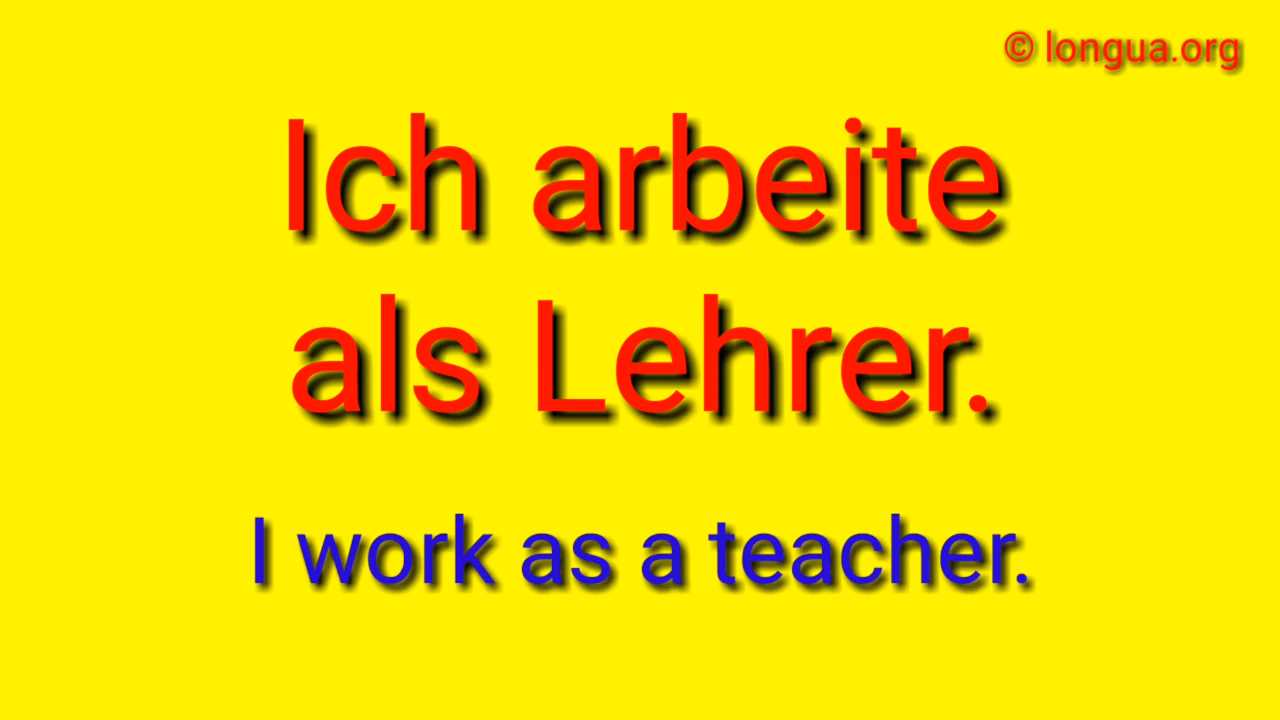 © longua.org
Ich arbeite
als Lehrer.
I work as a teacher.